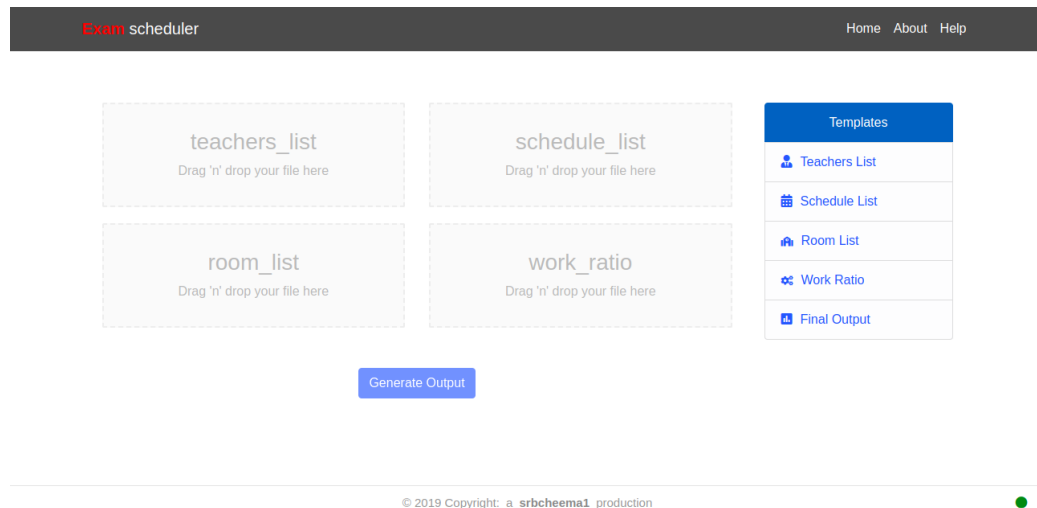 Exam scheduler
Home About Help
teachers_list
Drag 'n' drop your file here
schedule_list
Drag 'n' drop your file here
room_list
Drag 'n' drop your file here
work_ratio
Drag 'n' drop your file here
Generate Output
Templates
Teachers List
Schedule List
Room List
Work Ratio
Final Output
© 2019 Copyright: a srbcheema1 production